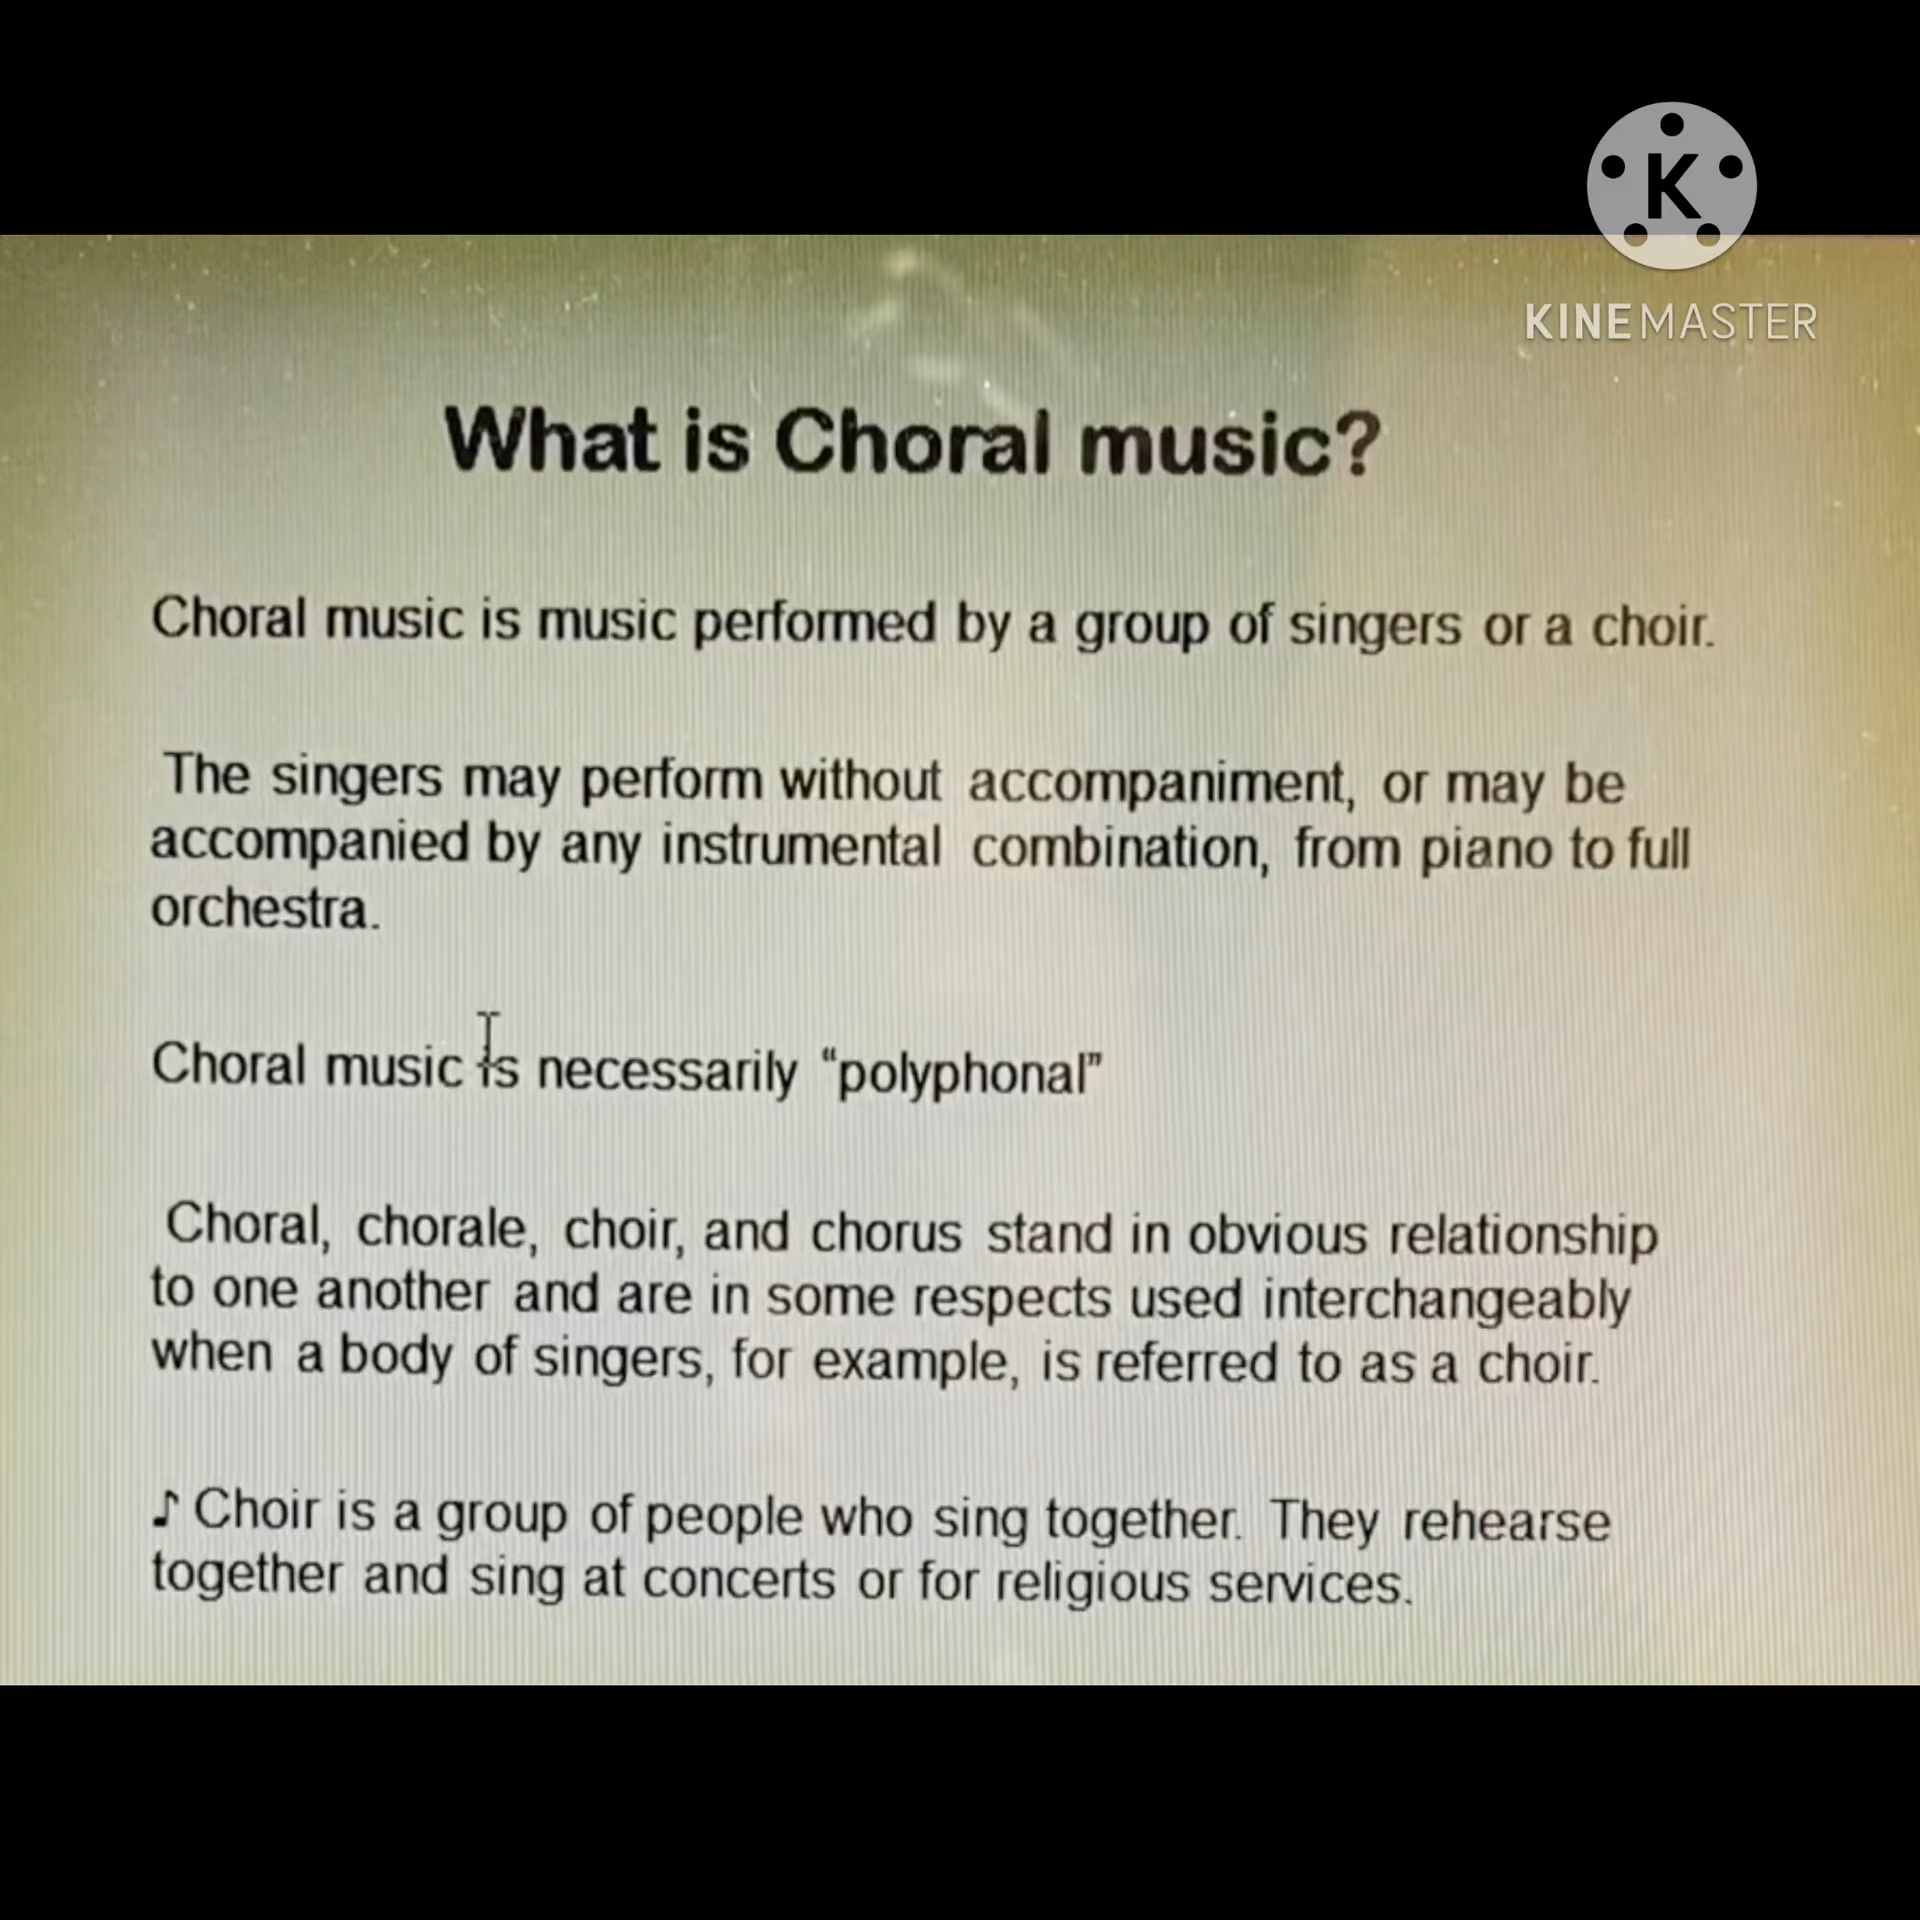 K
KINEMASTER
What is Choral music?
Choral music is music performed by a group of singers or a choir.
The singers may perform without accompaniment, or may be
accompanied by any instrumental combination, from piano to full
orchestra.
Choral music is necessarily “polyphonal”
Choral, chorale, choir, and chorus stand in obvious relationship
to one another and are in some respects used interchangeably
when a body of singers, for example, is referred to as a choir.
♪ Choir is a group of people who sing together. They rehearse
together and sing at concerts or for religious services.